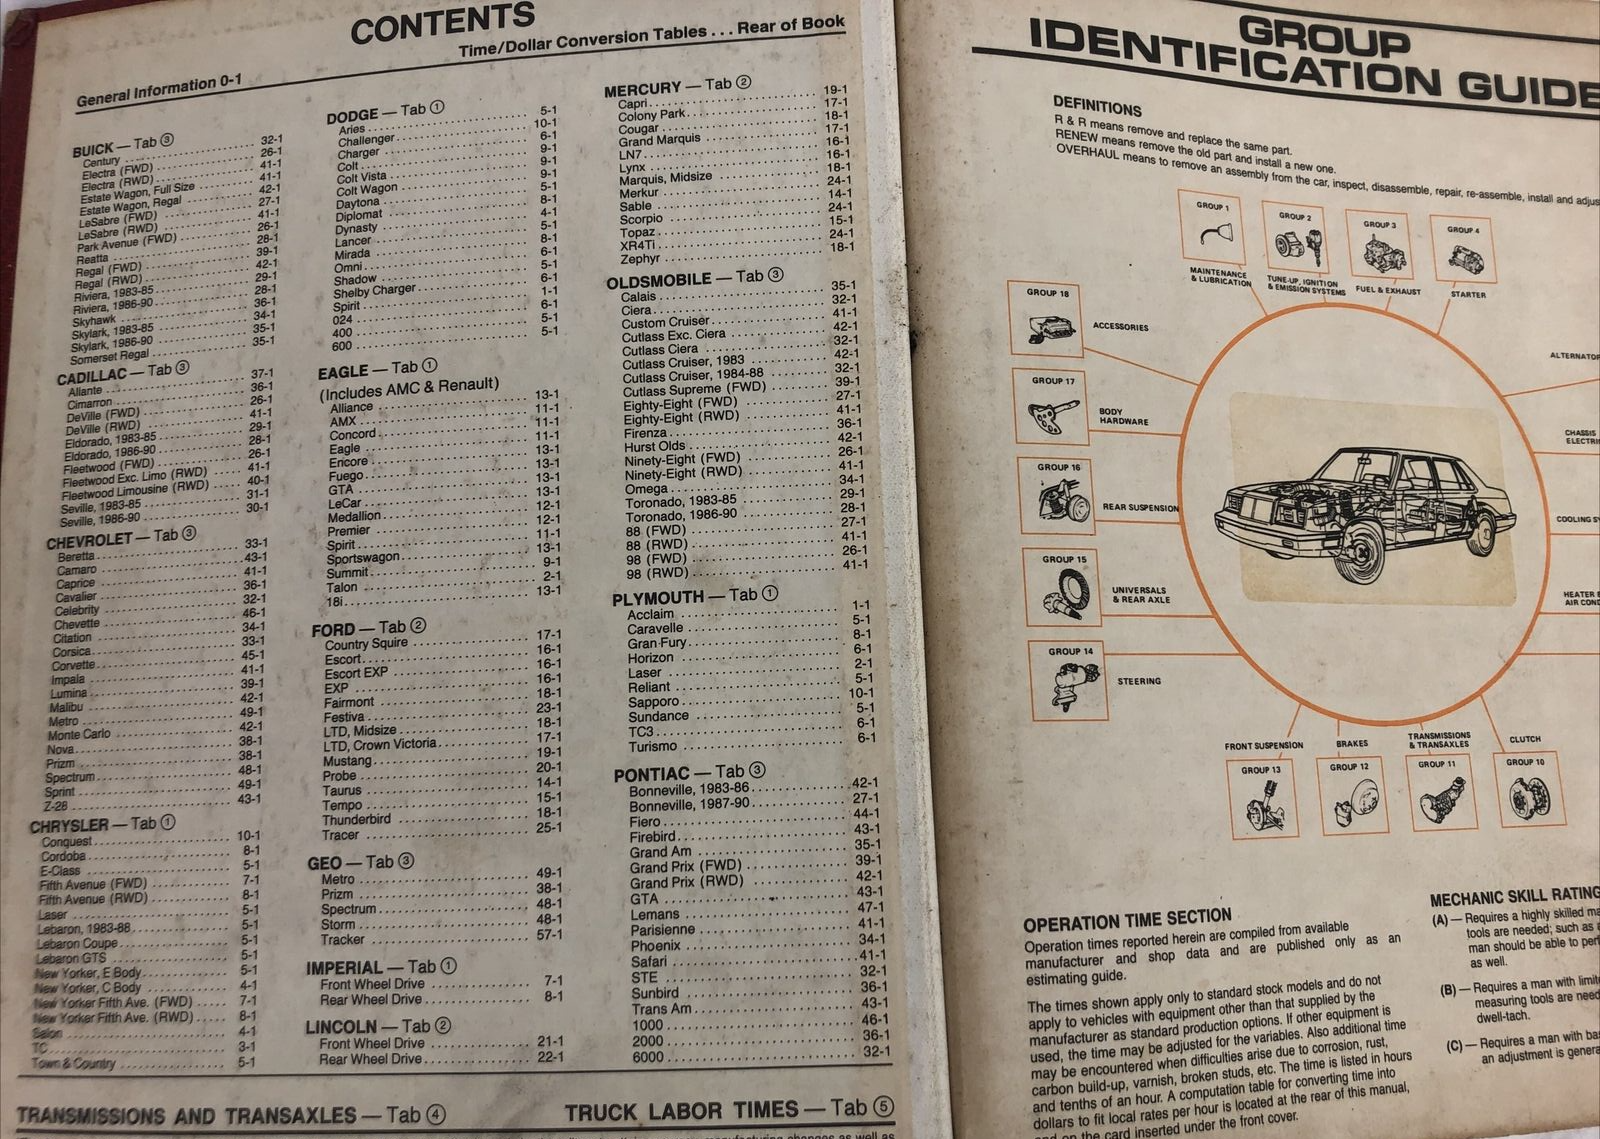 CONTENTS
Time/Dollar Conversion Tables . . . Rear of Book
General Information 0-1
BUICK — Tab ③
Century 32-1
Electra (FWD) 26-1
Electra (RWD) 41-1
Estate Wagon, Full Size 41-1
Estate Wagon, Regal 42-1
LeSabre (FWD) 27-1
LeSabre (RWD) 41-1
Park Avenue (FWD) 26-1
Reatta 28-1
Regal (FWD) 39-1
Regal (RWD) 42-1
Riviera, 1983-85 29-1
Riviera, 1986-90 28-1
Skyhawk 36-1
Skylark, 1983-85 34-1
Skylark, 1986-90 35-1
Somerset Regal 35-1
CADILLAC — Tab ③
Allante 37-1
Cimarron 36-1
DeVille (FWD) 26-1
DeVille (RWD) 41-1
Eldorado, 1983-85 29-1
Eldorado, 1986-90 28-1
Fleetwood (FWD) 26-1
Fleetwood Exc. Limo (RWD) 41-1
Fleetwood Limousine (RWD) 40-1
Seville, 1983-85 31-1
Seville, 1986-90 30-1
CHEVROLET — Tab ③
Beretta 33-1
Camaro 43-1
Caprice 41-1
Cavalier 36-1
Celebrity 32-1
Chevette 46-1
Citation 34-1
Corsica 33-1
Corvette 45-1
Impala 41-1
Lumina 39-1
Malibu 42-1
Metro 49-1
Monte Carlo 42-1
Nova 38-1
Prizm 38-1
Spectrum 48-1
Sprint 49-1
Z-28 43-1
CHRYSLER — Tab ①
Conquest 10-1
Cordoba 8-1
E-Class 5-1
Fifth Avenue (FWD) 7-1
Fifth Avenue (RWD) 8-1
Laser 5-1
Lebaron, 1983-88 5-1
Lebaron Coupe 5-1
Lebaron GTS 5-1
New Yorker, E Body 5-1
New Yorker, C Body 4-1
New Yorker Fifth Ave. (FWD) 7-1
New Yorker Fifth Ave. (RWD) 8-1
Salon 4-1
TC 3-1
Town & Country 5-1
DODGE — Tab ①
Aries 5-1
Challenger 10-1
Charger 6-1
Colt 9-1
Colt Vista 9-1
Colt Wagon 9-1
Daytona 5-1
Diplomat 8-1
Dynasty 4-1
Lancer 5-1
Mirada 8-1
Omni 6-1
Shadow 5-1
Shelby Charger 6-1
Spirit 1-1
024 6-1
400 5-1
600 5-1
EAGLE — Tab ①
(Includes AMC & Renault)
Alliance 13-1
AMX 11-1
Concord 11-1
Eagle 11-1
Encore 13-1
Fuego 13-1
GTA 13-1
LeCar 13-1
Medallion 12-1
Premier 12-1
Spirit 11-1
Sportswagon 13-1
Summit 9-1
Talon 2-1
18i 13-1
FORD — Tab ②
Country Squire 17-1
Escort 16-1
Escort EXP 16-1
EXP 16-1
Fairmont 18-1
Festiva 23-1
LTD, Midsize 18-1
LTD, Crown Victoria 17-1
Mustang 19-1
Probe 20-1
Taurus 14-1
Tempo 15-1
Thunderbird 18-1
Tracer 25-1
GEO — Tab ③
Metro 49-1
Prizm 38-1
Spectrum 48-1
Storm 48-1
Tracker 57-1
IMPERIAL — Tab ①
Front Wheel Drive 7-1
Rear Wheel Drive 8-1
LINCOLN — Tab ②
Front Wheel Drive 21-1
Rear Wheel Drive 22-1
MERCURY — Tab ②
Capri 19-1
Colony Park 17-1
Cougar 18-1
Grand Marquis 17-1
LN7 16-1
Lynx 16-1
Marquis, Midsize 18-1
Merkur 24-1
Sable 14-1
Scorpio 24-1
Topaz 15-1
XR4Ti 24-1
Zephyr 18-1
OLDSMOBILE — Tab ③
Calais 35-1
Ciera 32-1
Custom Cruiser 41-1
Cutlass Exc. Ciera 42-1
Cutlass Ciera 32-1
Cutlass Cruiser, 1983 42-1
Cutlass Cruiser, 1984-88 32-1
Cutlass Supreme (FWD) 39-1
Eighty-Eight (FWD) 27-1
Eighty-Eight (RWD) 41-1
Firenza 36-1
Hurst Olds 42-1
Ninety-Eight (FWD) 26-1
Ninety-Eight (RWD) 41-1
Omega 34-1
Toronado, 1983-85 29-1
Toronado, 1986-90 28-1
88 (FWD) 27-1
88 (RWD) 41-1
98 (FWD) 26-1
98 (RWD) 41-1
PLYMOUTH — Tab ①
Acclaim 1-1
Caravelle 5-1
Gran Fury 8-1
Horizon 6-1
Laser 2-1
Reliant 5-1
Sapporo 10-1
Sundance 5-1
TC3 6-1
Turismo 6-1
PONTIAC — Tab ③
Bonneville, 1983-86 42-1
Bonneville, 1987-90 27-1
Fiero 44-1
Firebird 43-1
Grand Am 35-1
Grand Prix (FWD) 39-1
Grand Prix (RWD) 42-1
GTA 43-1
Lemans 47-1
Parisienne 41-1
Phoenix 34-1
Safari 41-1
STE 32-1
Sunbird 36-1
Trans Am 43-1
1000 46-1
2000 36-1
6000 32-1
TRANSMISSIONS AND TRANSAXLES — Tab ④
TRUCK LABOR TIMES — Tab ⑤
GROUP
IDENTIFICATION GUIDE
DEFINITIONS
R & R means remove and replace the same part.
RENEW means remove the old part and install a new one.
OVERHAUL means to remove an assembly from the car, inspect, disassemble, repair, re-assemble, install and adjus
GROUP 1
MAINTENANCE
& LUBRICATION
GROUP 2
TUNE-UP, IGNITION
& EMISSION SYSTEMS
GROUP 3
FUEL & EXHAUST
GROUP 4
STARTER
GROUP 18
ACCESSORIES
ALTERNATOR
GROUP 17
BODY
HARDWARE
CHASSIS
ELECTRI
GROUP 16
REAR SUSPENSION
COOLING S
GROUP 15
UNIVERSALS
& REAR AXLE
HEATER
AIR CON
GROUP 14
STEERING
FRONT SUSPENSION
GROUP 13
BRAKES
GROUP 12
TRANSMISSIONS
& TRANSAXLES
GROUP 11
CLUTCH
GROUP 10
OPERATION TIME SECTION
Operation times reported herein are compiled from available
manufacturer and shop data and are published only as an
estimating guide.
The times shown apply only to standard stock models and do not
apply to vehicles with equipment other than that supplied by the
manufacturer as standard production options. If other equipment is
used, the time may be adjusted for the variables. Also additional time
may be encountered when difficulties arise due to corrosion, rust,
carbon build-up, varnish, broken studs, etc. The time is listed in hours
and tenths of an hour. A computation table for converting time into
dollars to fit local rates per hour is located at the rear of this manual,
and on the card inserted under the front cover.
MECHANIC SKILL RATING
(A) — Requires a highly skilled
tools are needed; such as
man should be able to
as well.
(B) — Requires a man with
measuring tools are
dwell-tach.
(C) — Requires a man with
an adjustment is